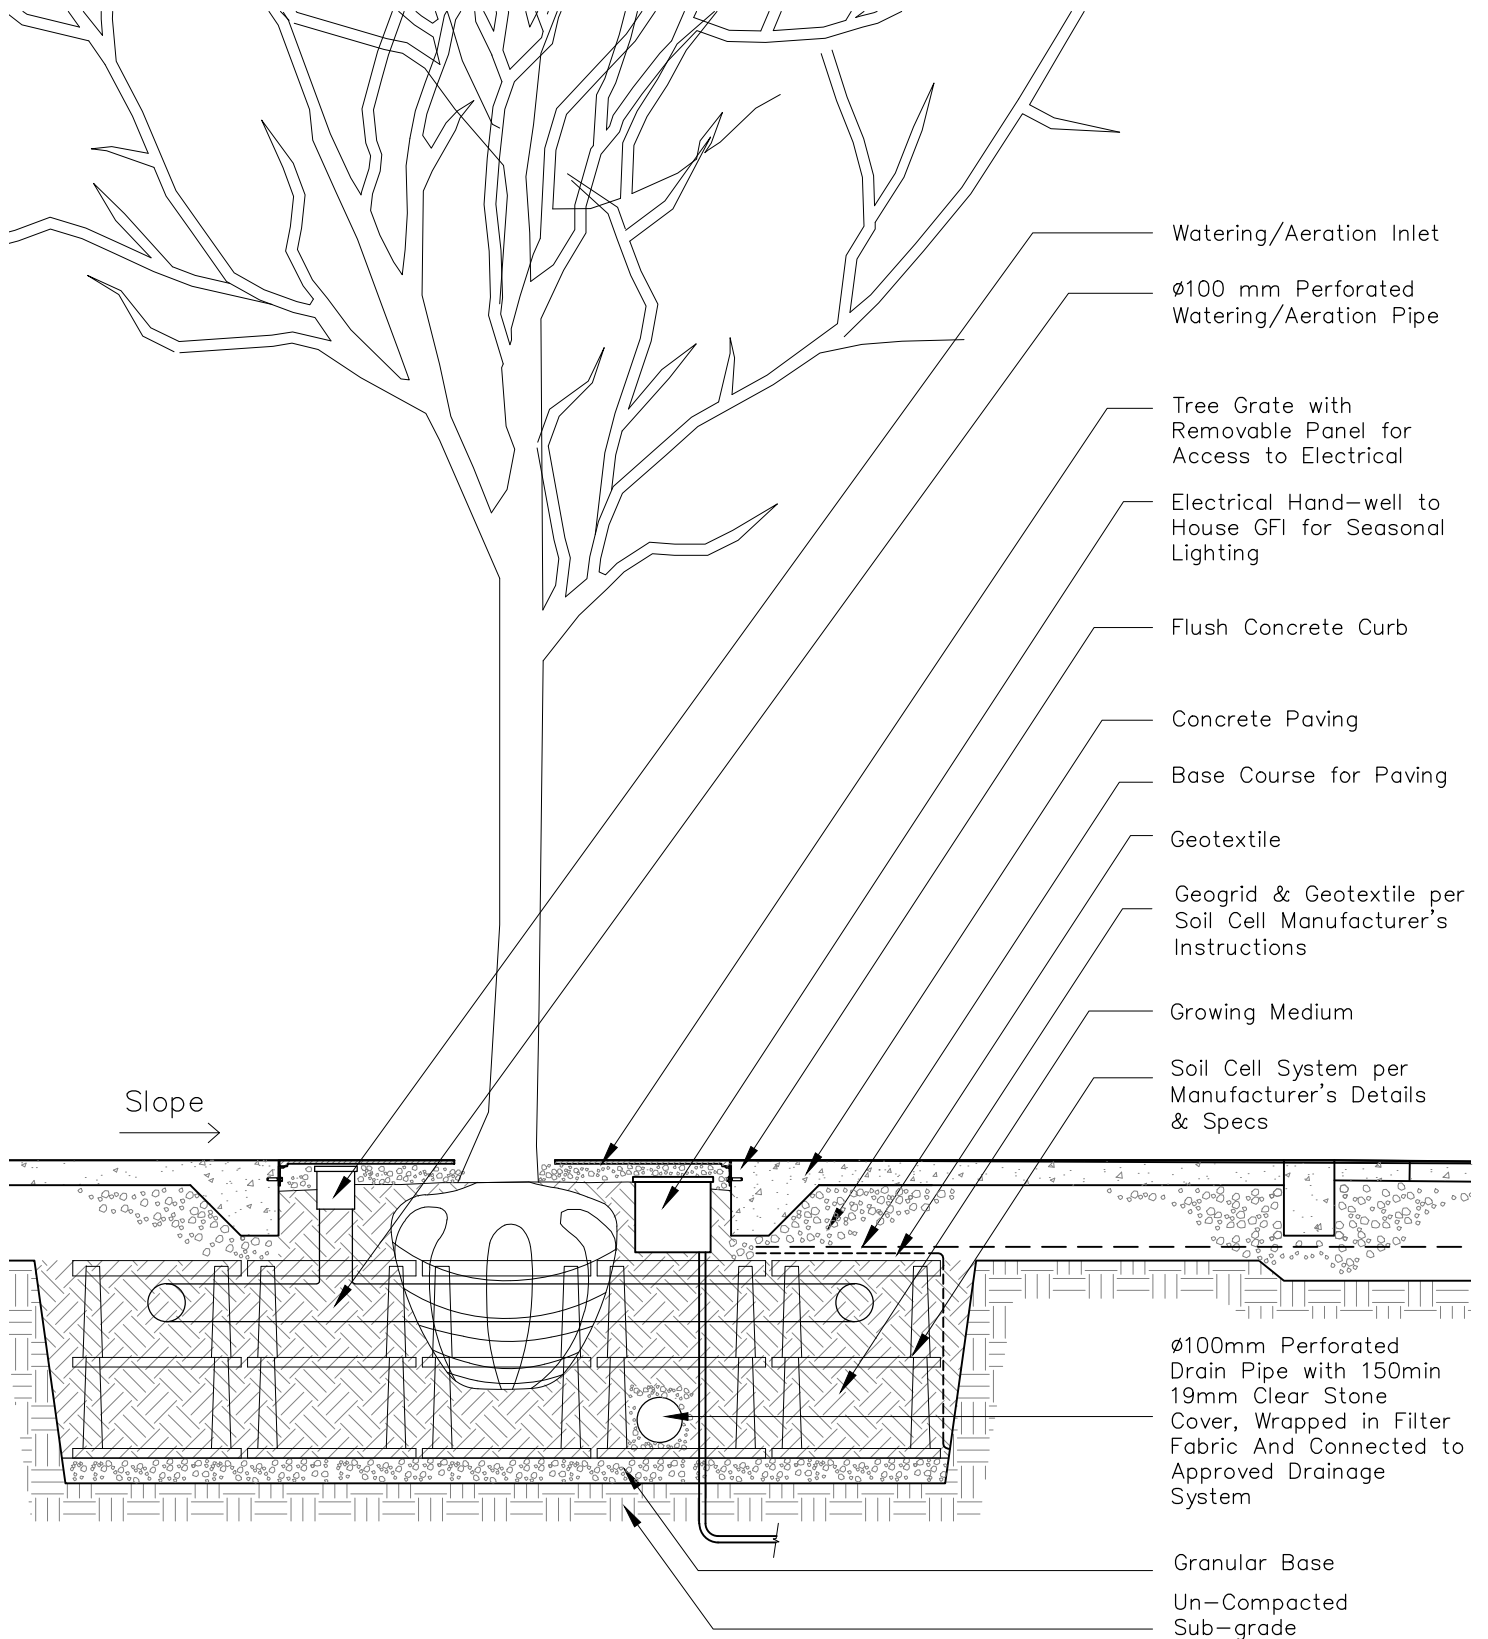 Watering/Aeration Inlet
Ø100 mm Perforated
Watering/Aeration Pipe
Tree Grate with
Removable Panel for
Access to Electrical
Electrical Hand-well to
House GFI for Seasonal
Lighting
Flush Concrete Curb
Concrete Paving
Base Course for Paving
Geotextile
Geogrid & Geotextile per
Soil Cell Manufacturer's
Instructions
Growing Medium
Soil Cell System per
Manufacturer's Details
& Specs
Slope
Ø100mm Perforated
Drain Pipe with 150min
19mm Clear Stone
Cover, Wrapped in Filter
Fabric And Connected to
Approved Drainage
System
Granular Base
Un-Compacted
Sub-grade